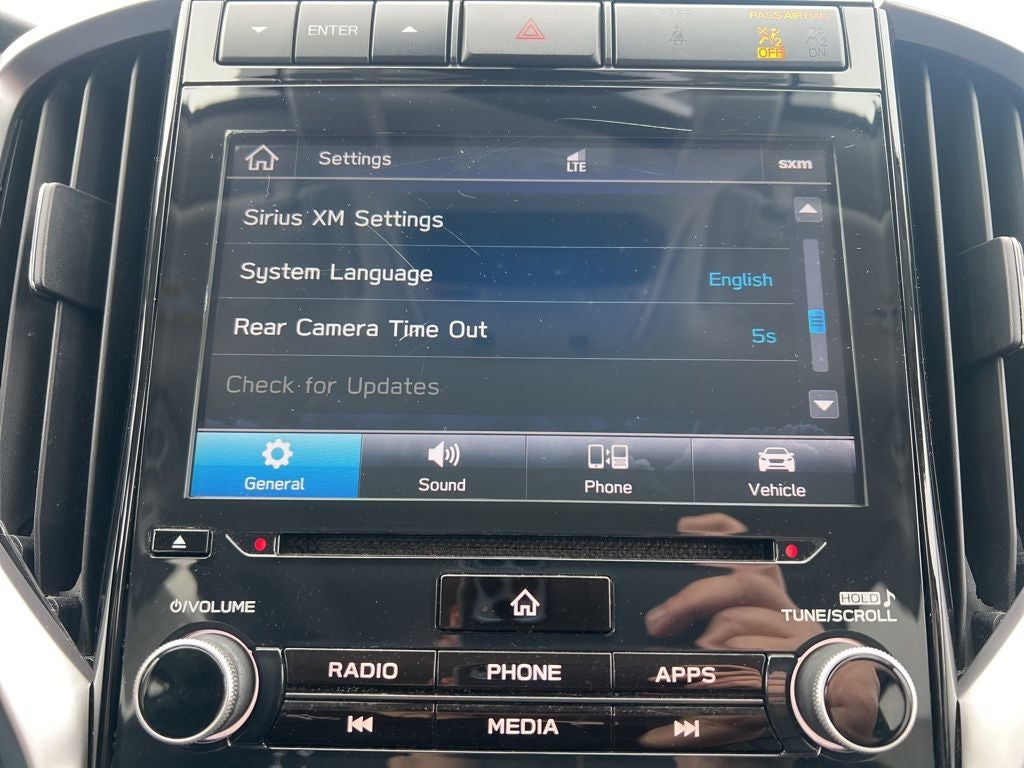 ENTER
PASS
PASS AIR BAG
OFF
ON
Settings
LTE
sxm
Sirius XM Settings
System Language
English
Rear Camera Time Out
5s
Check for Updates
General
Sound
Phone
Vehicle
/VOLUME
HOLD
TUNE/SCROLL
RADIO
PHONE
APPS
MEDIA